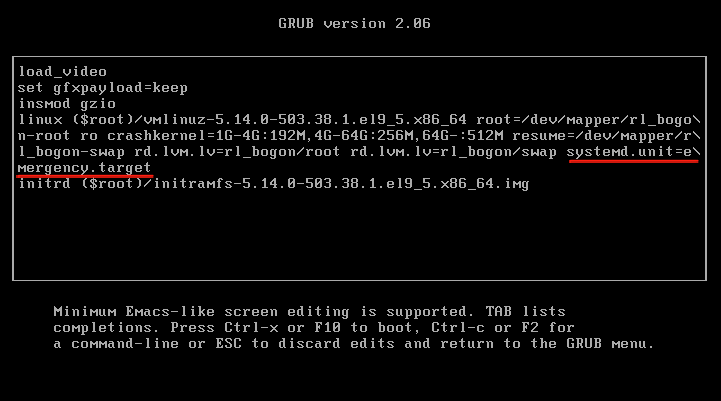 GRUB version 2.06
load_video
set gfxpayload=keep
insmod gzio
linux ($root)/vmlinuz-5.14.0-503.38.1.el9_5.x86_64 root=/dev/mapper/rl_bogo\
n-root ro crashkernel=1G-4G:192M,4G-64G:256M,64G-:512M resume=/dev/mapper/r\
l_bogon-swap rd.lvm.lv=rl_bogon/root rd.lvm.lv=rl_bogon/swap systemd.unit=e\
mergency.target
initrd ($root)/initramfs-5.14.0-503.38.1.el9_5.x86_64.img
Minimum Emacs-like screen editing is supported. TAB lists
completions. Press Ctrl-x or F10 to boot, Ctrl-c or F2 for
a command-line or ESC to discard edits and return to the GRUB menu.